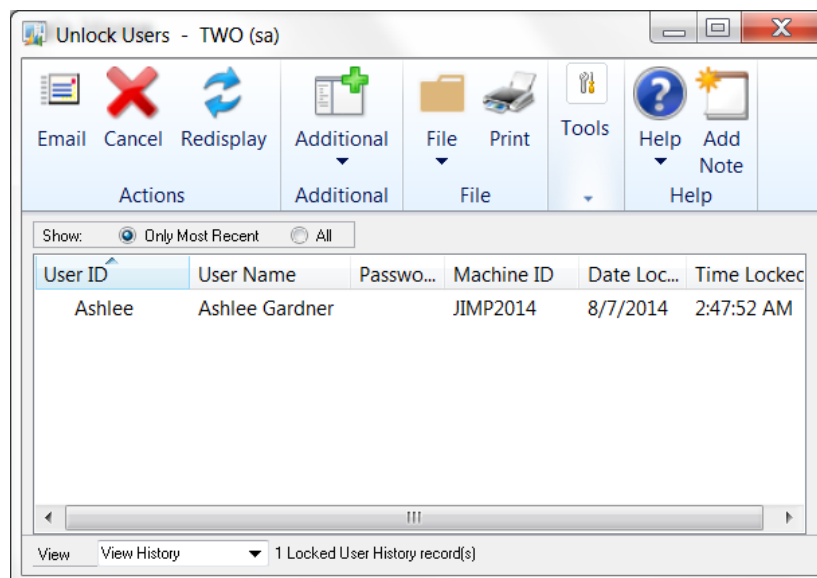 Unlock Users - TWO (sa)
Email Cancel Redisplay Additional File Print Tools Help Add Note
Actions Additional File Help
Show: Only Most Recent All
User ID User Name Passwo... Machine ID Date Loc... Time Locked
Ashlee Ashlee Gardner JIMP2014 8/7/2014 2:47:52 AM
View View History 1 Locked User History record(s)